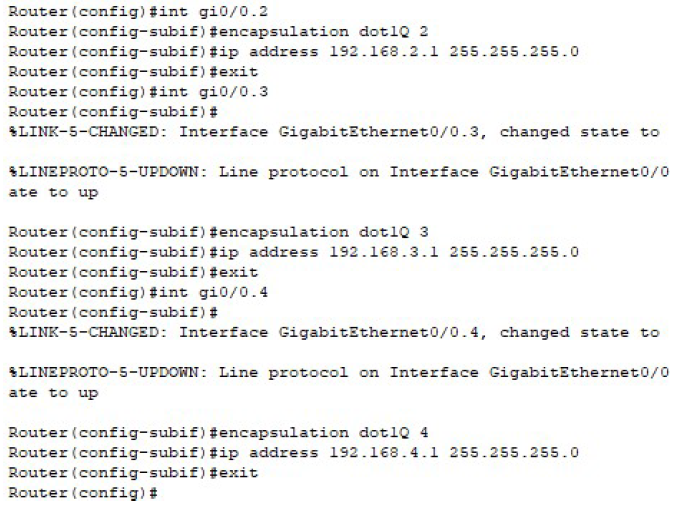 Router(config)#int gi0/0.2
Router(config-subif)#encapsulation dot1Q 2
Router(config-subif)#ip address 192.168.2.1 255.255.255.0
Router(config-subif)#exit
Router(config)#int gi0/0.3
Router(config-subif)#
%LINK-5-CHANGED: Interface GigabitEthernet0/0.3, changed state to
%LINEPROTO-5-UPDOWN: Line protocol on Interface GigabitEthernet0/0
ate to up
Router(config-subif)#encapsulation dot1Q 3
Router(config-subif)#ip address 192.168.3.1 255.255.255.0
Router(config-subif)#exit
Router(config)#int gi0/0.4
Router(config-subif)#
%LINK-5-CHANGED: Interface GigabitEthernet0/0.4, changed state to
%LINEPROTO-5-UPDOWN: Line protocol on Interface GigabitEthernet0/0
ate to up
Router(config-subif)#encapsulation dot1Q 4
Router(config-subif)#ip address 192.168.4.1 255.255.255.0
Router(config-subif)#exit
Router(config)#